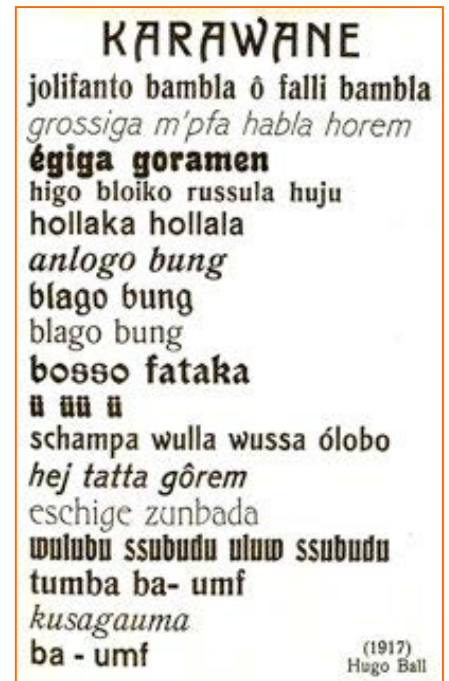 KARAWANE
jolifanto bambla ô falli bambla
grossiga m'pfa habla horem
égiga goramen
higo bloiko russula huju
hollaka hollala
anlogo bung
blago bung
blago bung
bosso fataka
ü üü ü
schampa wulla wussa ólobo
hej tatta gôrem
eschige zunbada
wulubu ssubudu uluw ssubudu
tumba ba- umf
kusagauma
ba - umf
(1917)
Hugo Ball